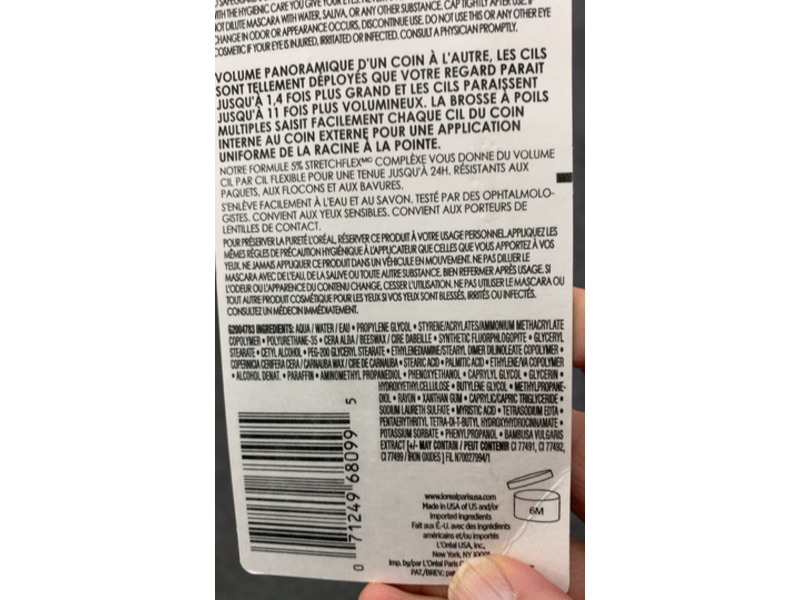 WITH THE HYGIENIC CARE YOU GIVE YOUR EYES.
NOT DILUTE MASCARA WITH WATER, SALIVA, OR ANY OTHER SUBSTANCE. CAP TIGHTLY AFTER USE. IF
CHANGE IN ODOR OR APPEARANCE OCCURS, DISCONTINUE USE. DO NOT USE THIS OR ANY OTHER EYE
COSMETIC IF YOUR EYE IS INJURED, IRRITATED OR INFECTED. CONSULT A PHYSICIAN PROMPTLY.
VOLUME PANORAMIQUE D'UN COIN À L'AUTRE, LES CILS
SONT TELLEMENT DÉPLOYÉS QUE VOTRE REGARD PARAIT
JUSQU'À 1,4 FOIS PLUS GRAND ET LES CILS PARAISSENT
JUSQU'À 11 FOIS PLUS VOLUMINEUX. LA BROSSE À POILS
MULTIPLES SAISIT FACILEMENT CHAQUE CIL DU COIN
INTERNE AU COIN EXTERNE POUR UNE APPLICATION
UNIFORME DE LA RACINE À LA POINTE.
NOTRE FORMULE 5% STRETCHFLEXᴹᶜ COMPLÈXE VOUS DONNE DU VOLUME
CIL PAR CIL FLEXIBLE POUR UNE TENUE JUSQU'À 24H. RÉSISTANTS AUX
PAQUETS, AUX FLOCONS ET AUX BAVURES.
S'ENLÈVE FACILEMENT À L'EAU ET AU SAVON. TESTÉ PAR DES OPHTALMOLO-
GISTES. CONVIENT AUX YEUX SENSIBLES. CONVIENT AUX PORTEURS DE
LENTILLES DE CONTACT.
POUR PRÉSERVER LA PURETÉ L'ORÉAL, RÉSERVER CE PRODUIT À VOTRE USAGE PERSONNEL.APPLIQUEZ LES
MÊMES RÈGLES DE PRÉCAUTION HYGIÉNIQUE À L'APPLICATEUR QUE CELLES QUE VOUS APPORTEZ À VOS
YEUX. NE JAMAIS APPLIQUER CE PRODUIT DANS UN VÉHICULE EN MOUVEMENT. NE PAS DILUER LE
MASCARA AVEC DE L'EAU, DE LA SALIVE OU TOUTE AUTRE SUBSTANCE. BIEN REFERMER APRÈS USAGE. SI
L'ODEUR OU L'APPARENCE DU CONTENU CHANGE, CESSER L'UTILISATION. NE PAS UTILISER LE MASCARA OU
TOUT AUTRE PRODUIT COSMÉTIQUE POUR LES YEUX SI VOS YEUX SONT BLESSÉS, IRRITÉS OU INFECTÉS.
CONSULTEZ UN MÉDECIN IMMÉDIATEMENT.
G2004783 INGREDIENTS: AQUA / WATER / EAU • PROPYLENE GLYCOL • STYRENE/ACRYLATES/AMMONIUM METHACRYLATE
COPOLYMER • POLYURETHANE-35 • CERA ALBA / BEESWAX / CIRE DABEILLE • SYNTHETIC FLUORPHLOGOPITE • GLYCERYL
STEARATE • CETYL ALCOHOL • PEG-200 GLYCERYL STEARATE • ETHYLENEDIAMINE/STEARYL DIMER DILINOLEATE COPOLYMER •
COPERNICIA CERIFERA CERA / CARNAUBA WAX / CIRE DE CARNAUBA • STEARIC ACID • PALMITIC ACID • ETHYLENE/VA COPOLYMER
• ALCOHOL DENAT. • PARAFFIN • AMINOMETHYL PROPANEDIOL • PHENOXYETHANOL • CAPRYLYL GLYCOL • GLYCERIN •
HYDROXYETHYLCELLULOSE • BUTYLENE GLYCOL • METHYLPROPANE-
DIOL • RAYON • XANTHAN GUM • CAPRYLIC/CAPRIC TRIGLYCERIDE •
SODIUM LAURETH SULFATE • MYRISTIC ACID • TETRASODIUM EDTA •
PENTAERYTHRITYL TETRA-DI-T-BUTYL HYDROXYHYDROCINNAMATE •
POTASSIUM SORBATE • PHENYLPROPANOL • BAMBUSA VULGARIS
EXTRACT [+/- MAY CONTAIN / PEUT CONTENIR CI 77491, CI 77492,
CI 77499 / IRON OXIDES ] FIL N70027994/1
0 71249 68099 5
6M
www.lorealparisusa.com
Made in USA of US and/or
imported ingredients
Fait aux É.-U. avec des ingrédients
américains et/ou importés
L'Oréal USA, Inc.,
New York, NY
Imp. by/par L'Oréal Paris
PAT./BREV.: